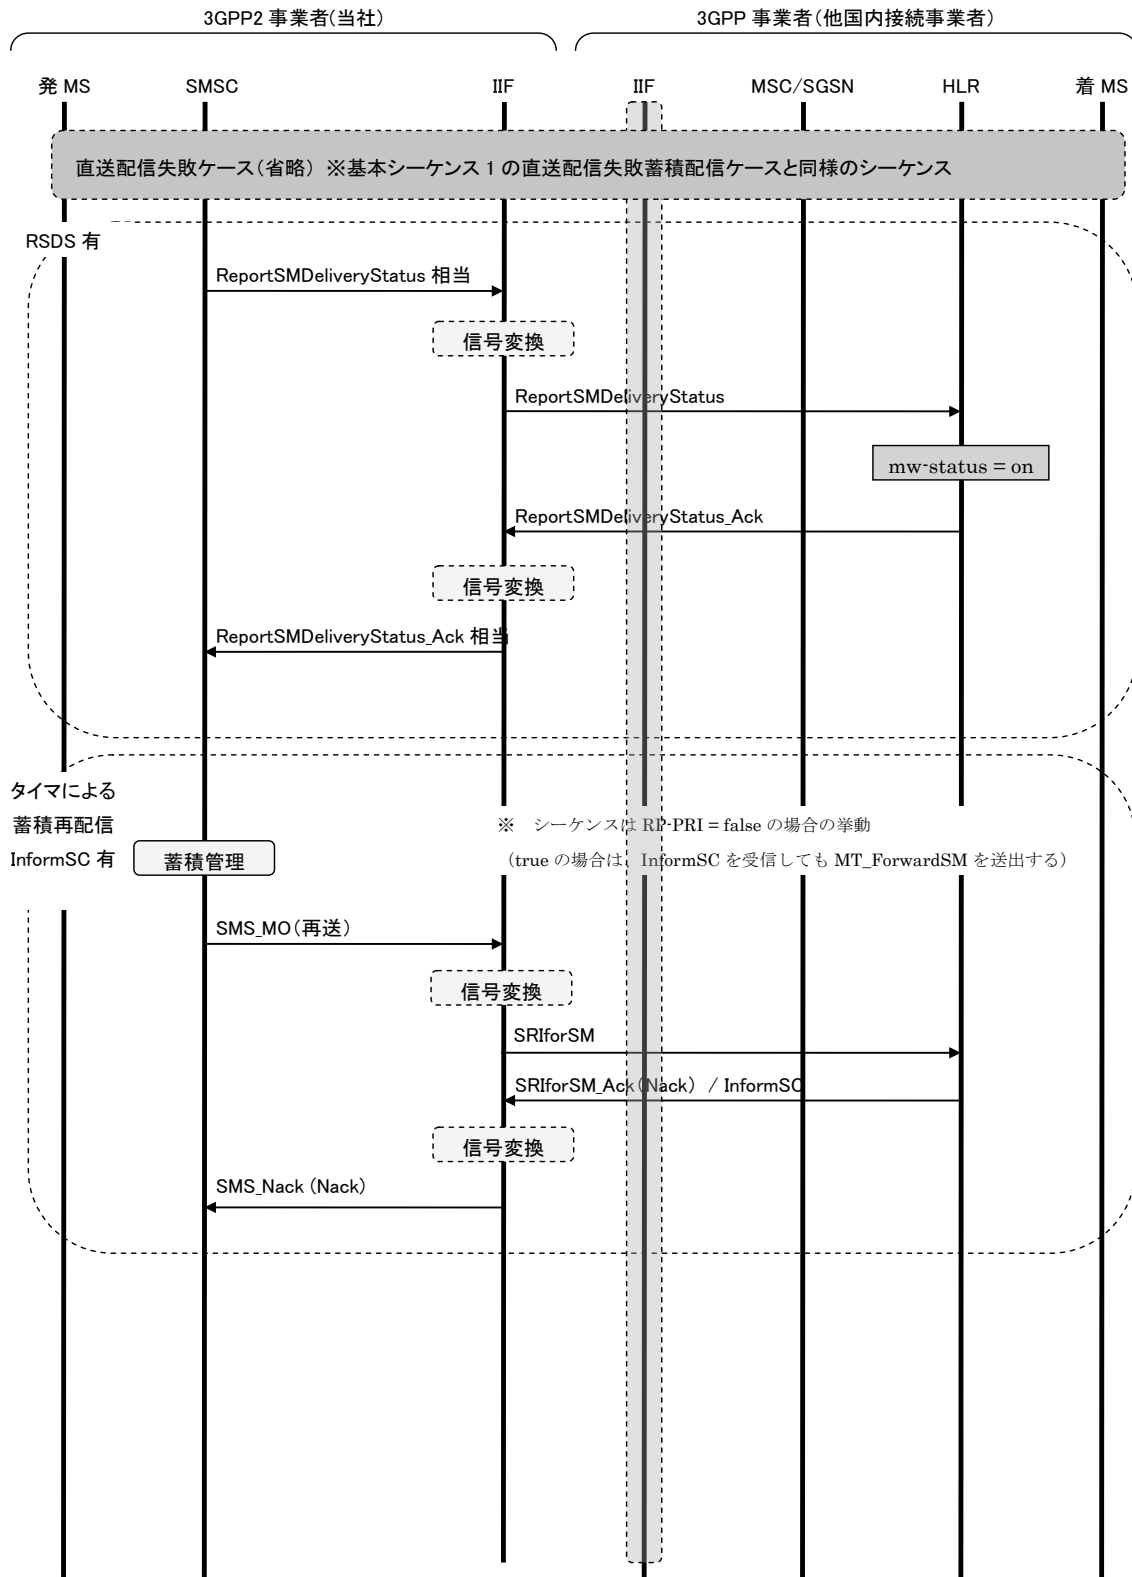 3GPP2 事業者(当社)
3GPP 事業者(他国内接続事業者)
発 MS
SMSC
IIF
IIF
MSC/SGSN
HLR
着 MS
直送配信失敗ケース(省略) ※基本シーケンス 1 の直送配信失敗蓄積配信ケースと同様のシーケンス
RSDS 有
ReportSMDeliveryStatus 相当
信号変換
ReportSMDeliveryStatus
mw-status = on
ReportSMDeliveryStatus_Ack
信号変換
ReportSMDeliveryStatus_Ack 相当
タイマによる
蓄積再配信
InformSC 有
蓄積管理
※ シーケンスは RP-PRI = false の場合の挙動
(true の場合は、InformSC を受信しても MT_ForwardSM を送出する)
SMS_MO(再送)
信号変換
SRIforSM
SRIforSM_Ack(Nack) / InformSC
信号変換
SMS_Nack (Nack)